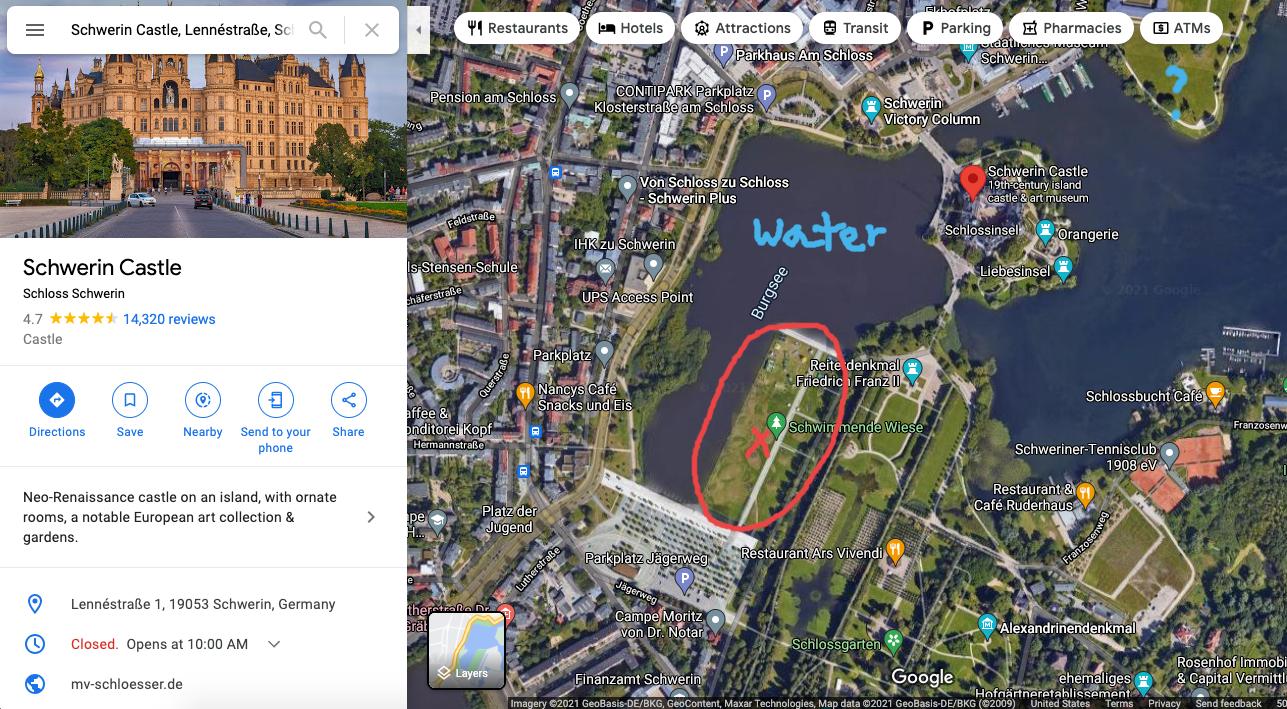 Schwerin Castle, Lennéstraße, Sc
Restaurants
Hotels
Attractions
Transit
Parking
Pharmacies
ATMs
Parkhaus Am Schloss
Staatliches Museum
Schwerin...
?
Pension am Schloss
CONTIPARK Parkplatz
Klosterstraße am Schloss
Schwerin
Victory Column
Von Schloss zu Schloss
- Schwerin Plus
Schwerin Castle
19th-century island
castle & art museum
Feldstraße
water
Schlossinsel
Orangerie
IHK zu Schwerin
ls-Stensen-Schule
Liebesinsel
UPS Access Point
Burgsee
© 2021 Google
Schwerin Castle
Schloss Schwerin
4.7
14,320 reviews
Castle
Parkplatz
Querstraße
Reiterdenkmal
Friedrich Franz II
Nancys Café
Snacks und Eis
Schlossbucht Café
Directions
Save
Nearby
Send to your
phone
Share
affee &
onditorei Kopf
Hermannstraße
X
Schwimmende Wiese
Franzosenw
Schweriner-Tennisclub
1908 eV
Restaurant &
Café Ruderhaus
Franzosenweg
Neo-Renaissance castle on an island, with ornate
rooms, a notable European art collection &
gardens.
Platz der
Jugend
Restaurant Ars Vivendi
Parkplatz Jägerweg
Lutherstraße
Jägerweg
Campe Moritz
von Dr. Notar
Alexandrinendenkmal
Schlossgarten
Lennéstraße 1, 19053 Schwerin, Germany
Closed. Opens at 10:00 AM
mv-schloesser.de
Layers
Finanzamt Schwerin
Google
Rosenhof Immobi
& Capital Vermittl
ehemaliges
Hofgärtneretablissement
Imagery ©2021 GeoBasis-DE/BKG, GeoContent, Maxar Technologies, Map data ©2021 GeoBasis-DE/BKG (©2009)
United States
Terms
Privacy
Send feedback